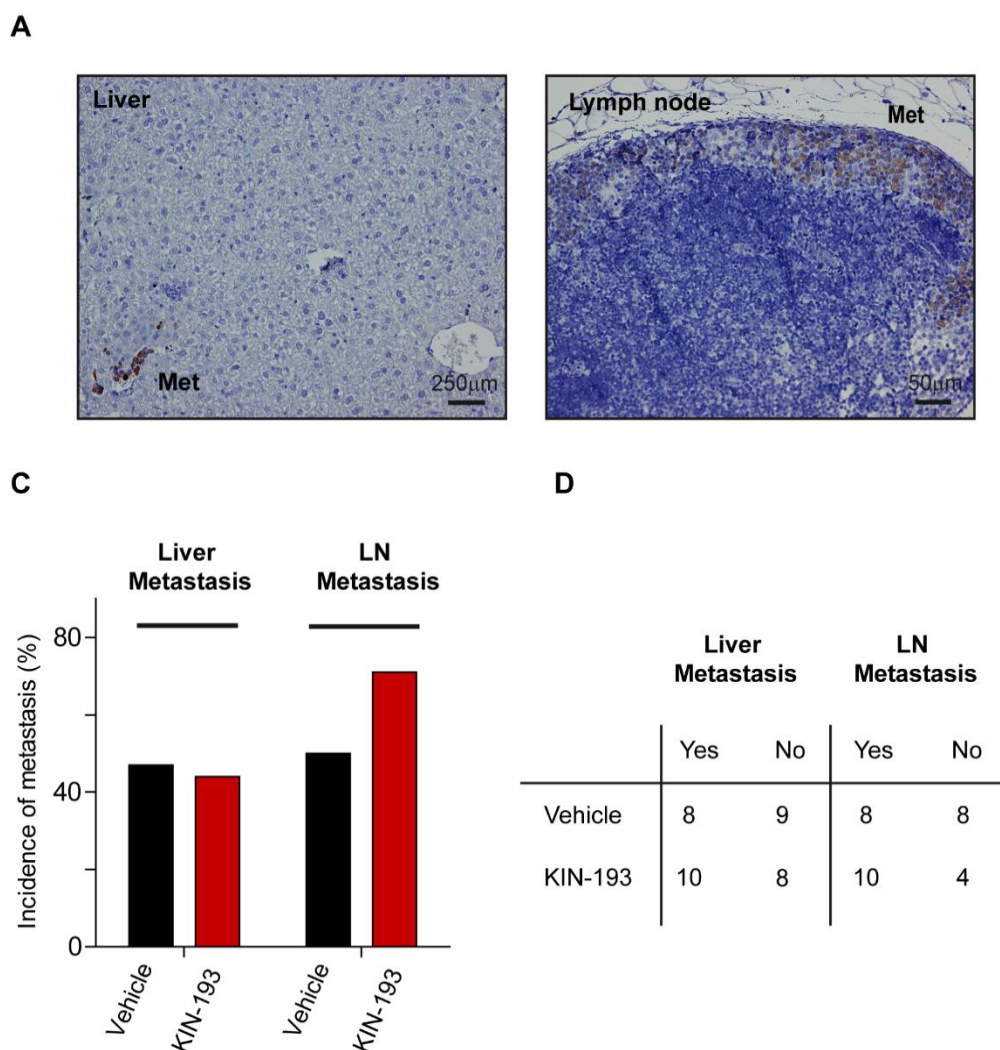 A
Liver
Met
250µm
Lymph node
Met
50µm
C
Liver
Metastasis
LN
Metastasis
Incidence of metastasis (%)
80
40
0
Vehicle
KIN-193
Vehicle
KIN-193
D
Liver
Metastasis
LN
Metastasis
Yes No Yes No
Vehicle 8 9 8 8
KIN-193 10 8 10 4